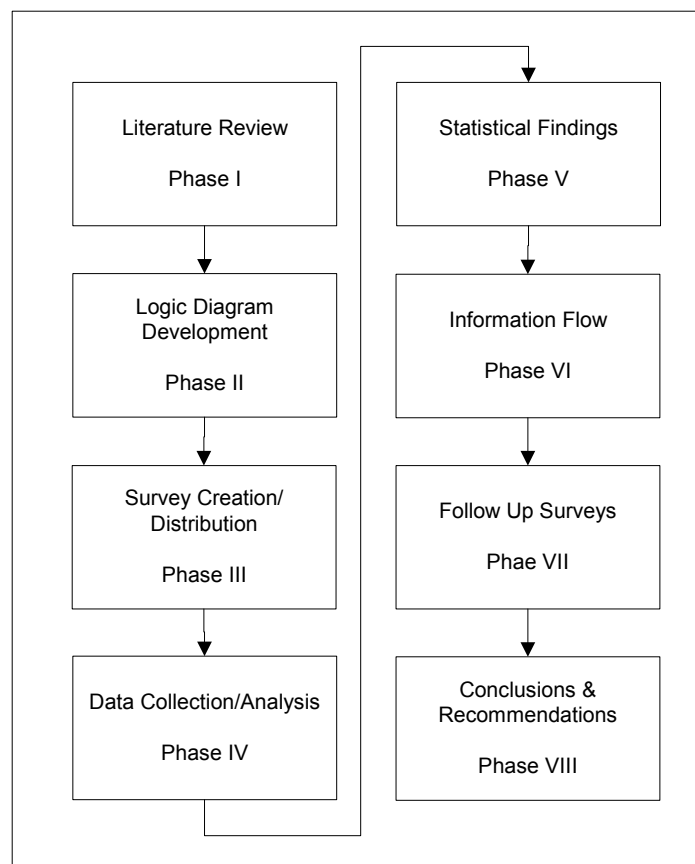 Literature Review
Phase I
Logic Diagram
Development
Phase II
Survey Creation/
Distribution
Phase III
Data Collection/Analysis
Phase IV
Statistical Findings
Phase V
Information Flow
Phase VI
Follow Up Surveys
Phae VII
Conclusions &
Recommendations
Phase VIII